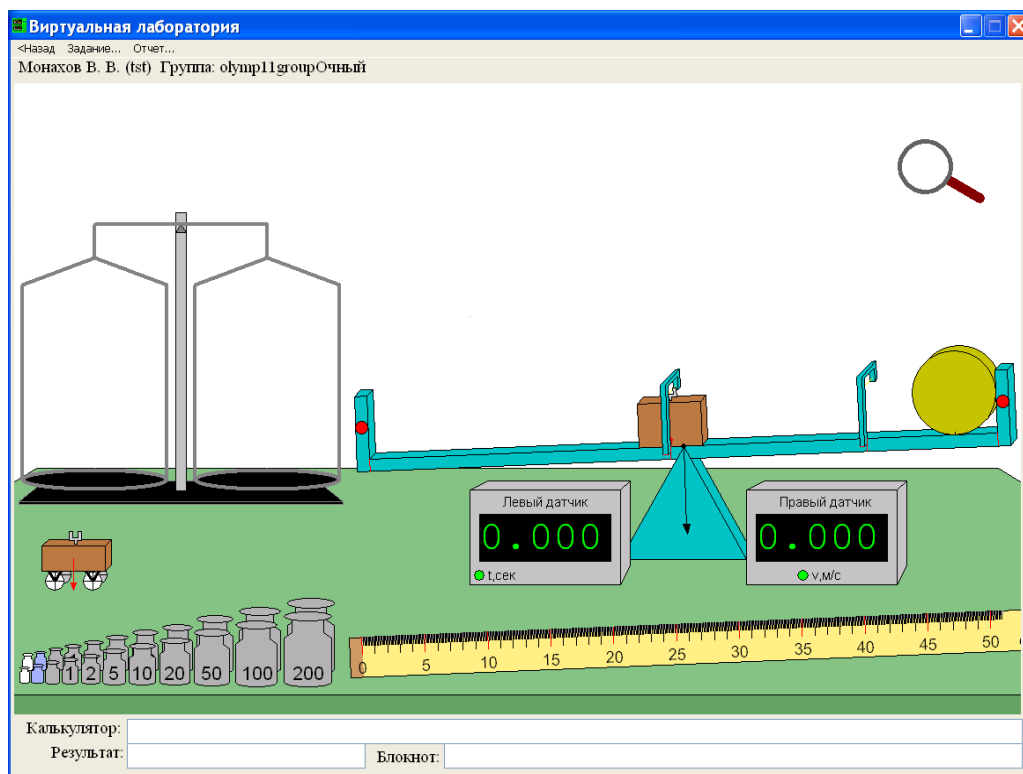 Виртуальная лаборатория
<Назад Задание... Отчет...
Монахов В. В. (tst) Группа: olymp11groupОчный
Левый датчик
0.000
t,сек
Правый датчик
0.000
v,м/с
1 2 5 10 20 50 100 200
0 5 10 15 20 25 30 35 40 45 50
Калькулятор:
Результат:
Блокнот: